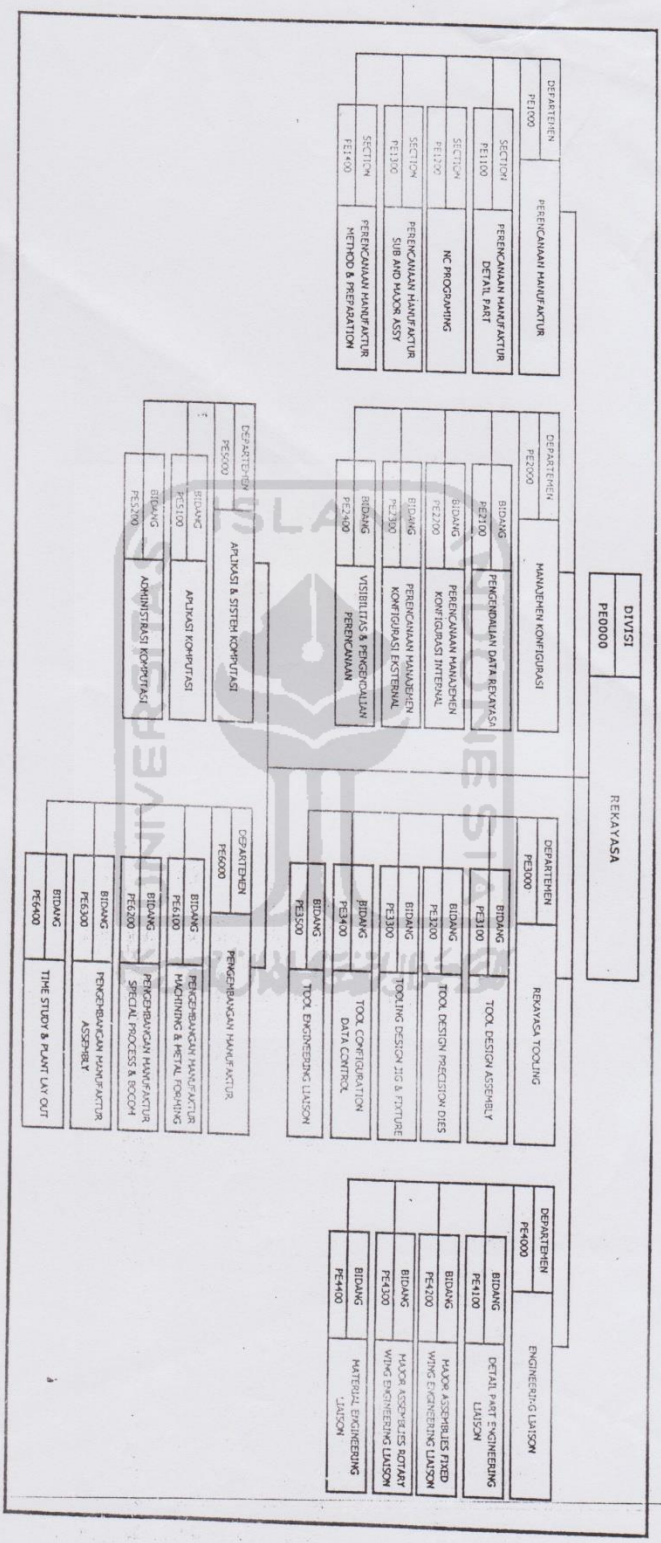 DIVISI
PE0000
REKAYASA
DEPARTEMEN
PE1000
PERENCANAAN MANUFAKTUR
SECTION
PE1100
PERENCANAAN MANUFAKTUR
DETAIL PART
SECTION
PE1200
NC PROGRAMING
SECTION
PE1300
PERENCANAAN MANUFAKTUR
SUB AND MAJOR ASSY
SECTION
PE1400
PERENCANAAN MANUFAKTUR
METHOD & PREPARATION
DEPARTEMEN
PE2000
MANAJEMEN KONFIGURASI
BIDANG
PE2100
PENGENDALIAN DATA REKAYASA
BIDANG
PE2200
PERENCANAAN MANAJEMEN
KONFIGURASI INTERNAL
BIDANG
PE2300
PERENCANAAN MANAJEMEN
KONFIGURASI EKSTERNAL
BIDANG
PE2400
VISIBILITAS & PENGENDALIAN
PERENCANAAN
DEPARTEMEN
PE3000
REKAYASA TOOLING
BIDANG
PE3100
TOOL DESIGN ASSEMBLY
BIDANG
PE3200
TOOL DESIGN PRECISION DIES
BIDANG
PE3300
TOOLING DESIGN JIG & FIXTURE
BIDANG
PE3400
TOOL CONFIGURATION
DATA CONTROL
BIDANG
PE3500
TOOL ENGINEERING LIAISON
DEPARTEMEN
PE4000
ENGINEERING LIAISON
BIDANG
PE4100
DETAIL PART ENGINEERING
LIAISON
BIDANG
PE4200
MAJOR ASSEMBLIES FIXED
WING ENGINEERING LIAISON
BIDANG
PE4300
MAJOR ASSEMBLIES ROTARY
WING ENGINEERING LIAISON
BIDANG
PE4400
MATERIAL ENGINEERING
LIAISON
DEPARTEMEN
PE5000
APLIKASI & SISTEM KOMPUTASI
BIDANG
PE5100
APLIKASI KOMPUTASI
BIDANG
PE5200
ADMINISTRASI KOMPUTASI
DEPARTEMEN
PE6000
PENGEMBANGAN MANUFAKTUR
BIDANG
PE6100
PENGEMBANGAN MANUFAKTUR
MACHINING & METAL FORMING
BIDANG
PE6200
PENGEMBANGAN MANUFAKTUR
SPECIAL PROCESS & BOCOM
BIDANG
PE6300
PENGEMBANGAN MANUFAKTUR
ASSEMBLY
BIDANG
PE6400
TIME STUDY & PLANT LAY OUT
UNIVERSITAS
ISLAM
INDONESIA